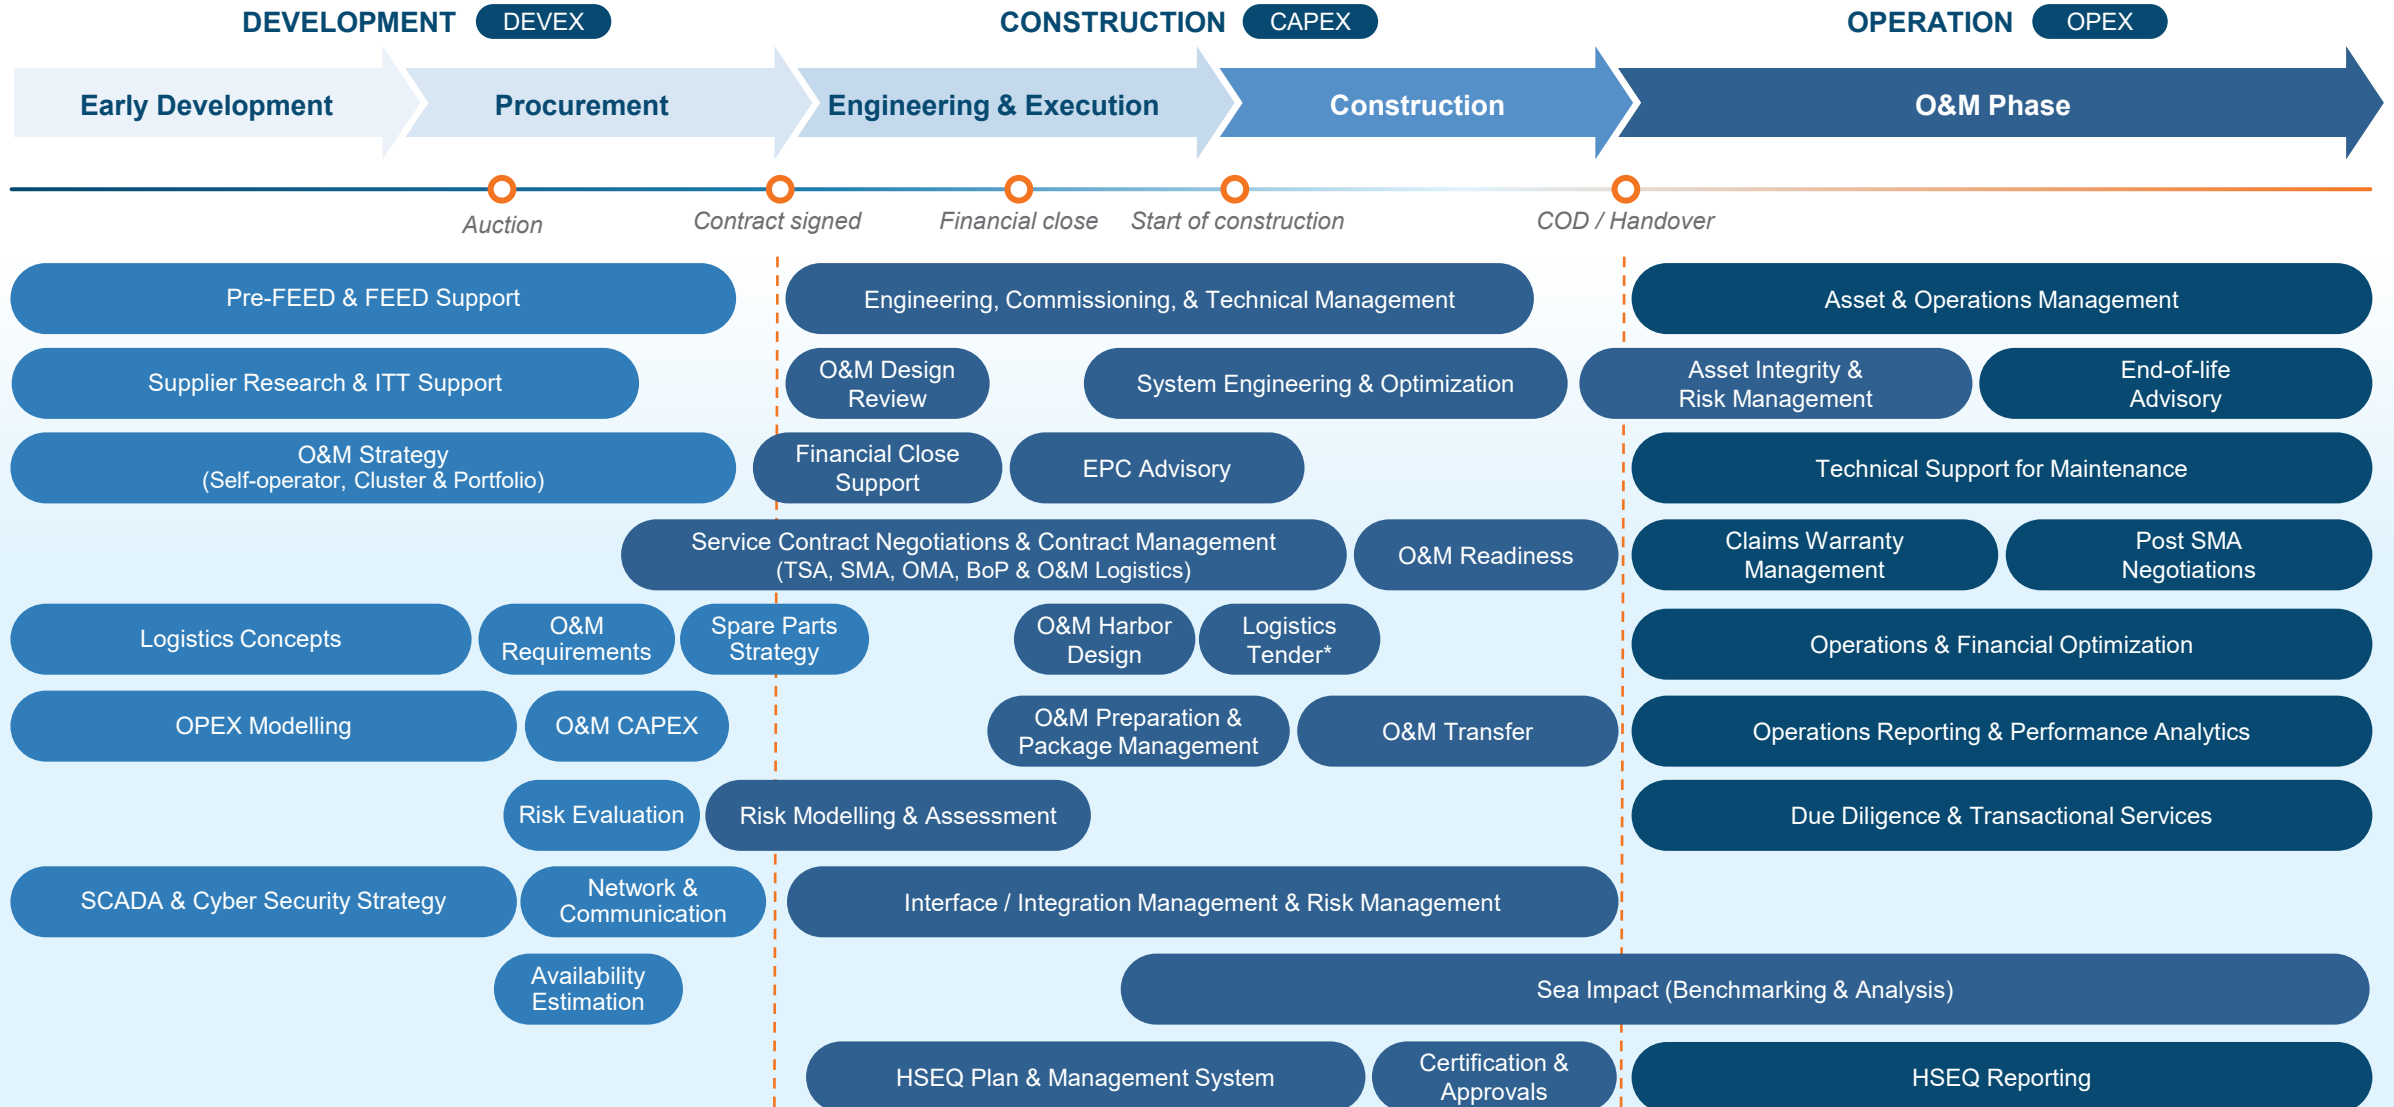 DEVELOPMENT DEVEX
CONSTRUCTION CAPEX
OPERATION OPEX
Early Development
Procurement
Engineering & Execution
Construction
O&M Phase
Auction
Contract signed
Financial close
Start of construction
COD / Handover
Pre-FEED & FEED Support
Engineering, Commissioning, & Technical Management
Asset & Operations Management
Supplier Research & ITT Support
O&M Design
Review
System Engineering & Optimization
Asset Integrity &
Risk Management
End-of-life
Advisory
O&M Strategy
(Self-operator, Cluster & Portfolio)
Financial Close
Support
EPC Advisory
Technical Support for Maintenance
Service Contract Negotiations & Contract Management
(TSA, SMA, OMA, BoP & O&M Logistics)
O&M Readiness
Claims Warranty
Management
Post SMA
Negotiations
Logistics Concepts
O&M
Requirements
Spare Parts
Strategy
O&M Harbor
Design
Logistics
Tender*
Operations & Financial Optimization
OPEX Modelling
O&M CAPEX
O&M Preparation &
Package Management
O&M Transfer
Operations Reporting & Performance Analytics
Risk Evaluation
Risk Modelling & Assessment
Due Diligence & Transactional Services
SCADA & Cyber Security Strategy
Network &
Communication
Interface / Integration Management & Risk Management
Availability
Estimation
Sea Impact (Benchmarking & Analysis)
HSEQ Plan & Management System
Certification &
Approvals
HSEQ Reporting